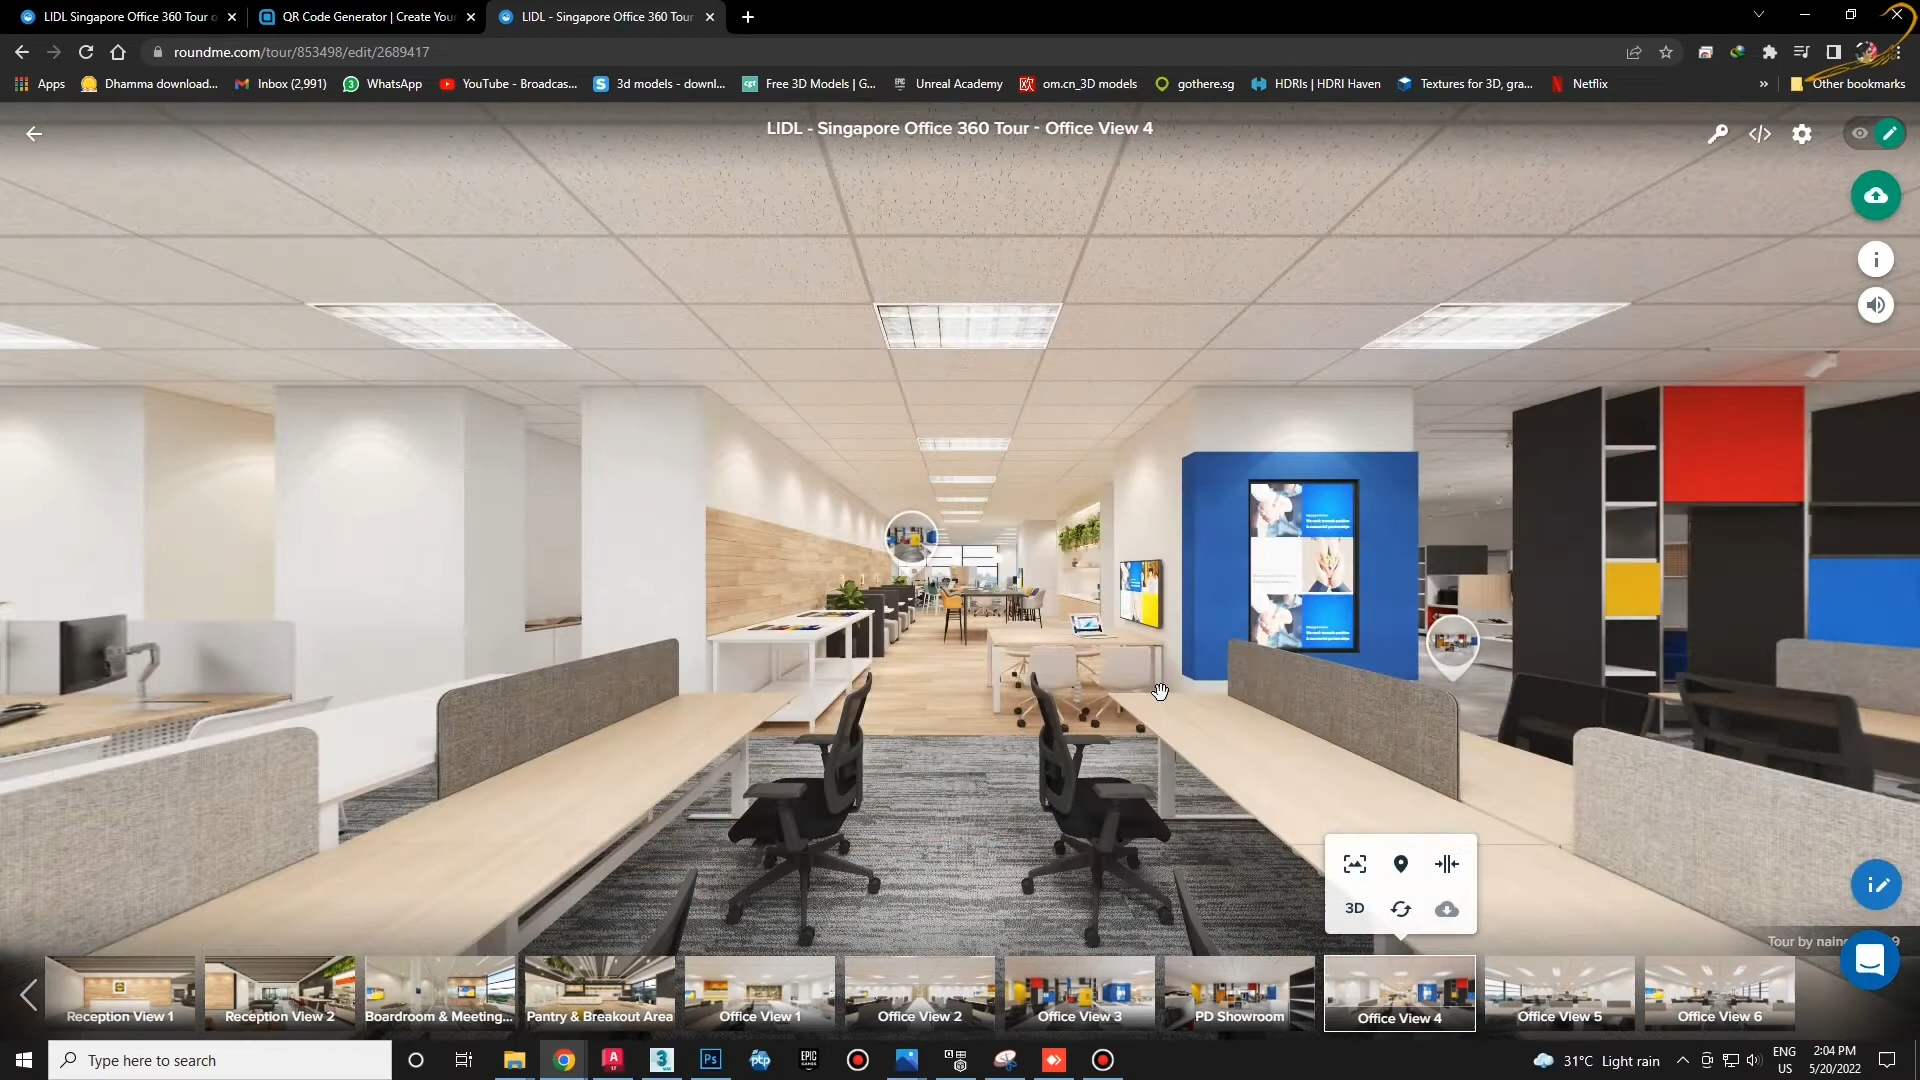 LIDL Singapore Office 360 Tour o
QR Code Generator | Create Your
LIDL - Singapore Office 360 Tour
roundme.com/tour/853498/edit/2689417
Apps
Dhamma download...
Inbox (2,991)
WhatsApp
YouTube - Broadcas...
3d models - downl...
Free 3D Models | G...
Unreal Academy
om.cn_3D models
gothere.sg
HDRIs | HDRI Haven
Textures for 3D, gra...
Netflix
»
Other bookmarks
LIDL - Singapore Office 360 Tour - Office View 4
3D
Tour by
Reception View 1
Reception View 2
Boardroom & Meeting...
Pantry & Breakout Area
Office View 1
Office View 2
Office View 3
PD Showroom
Office View 4
Office View 5
Office View 6
Type here to search
31°C Light rain
ENG
US
2:04 PM
5/20/2022